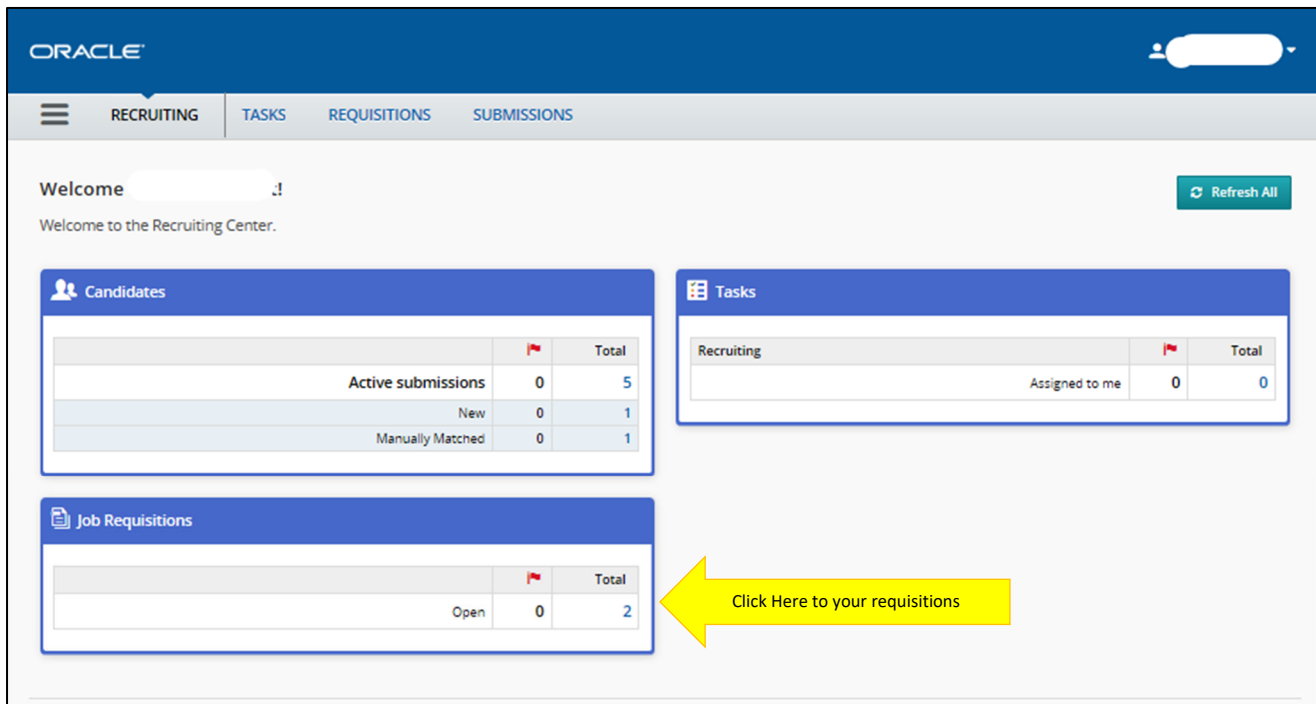 ORACLE
RECRUITING TASKS REQUISITIONS SUBMISSIONS
Welcome !
Refresh All
Welcome to the Recruiting Center.
Candidates
Total
Active submissions 0 5
New 0 1
Manually Matched 0 1
Tasks
Recruiting Total
Assigned to me 0 0
Job Requisitions
Total
Open 0 2
Click Here to your requisitions